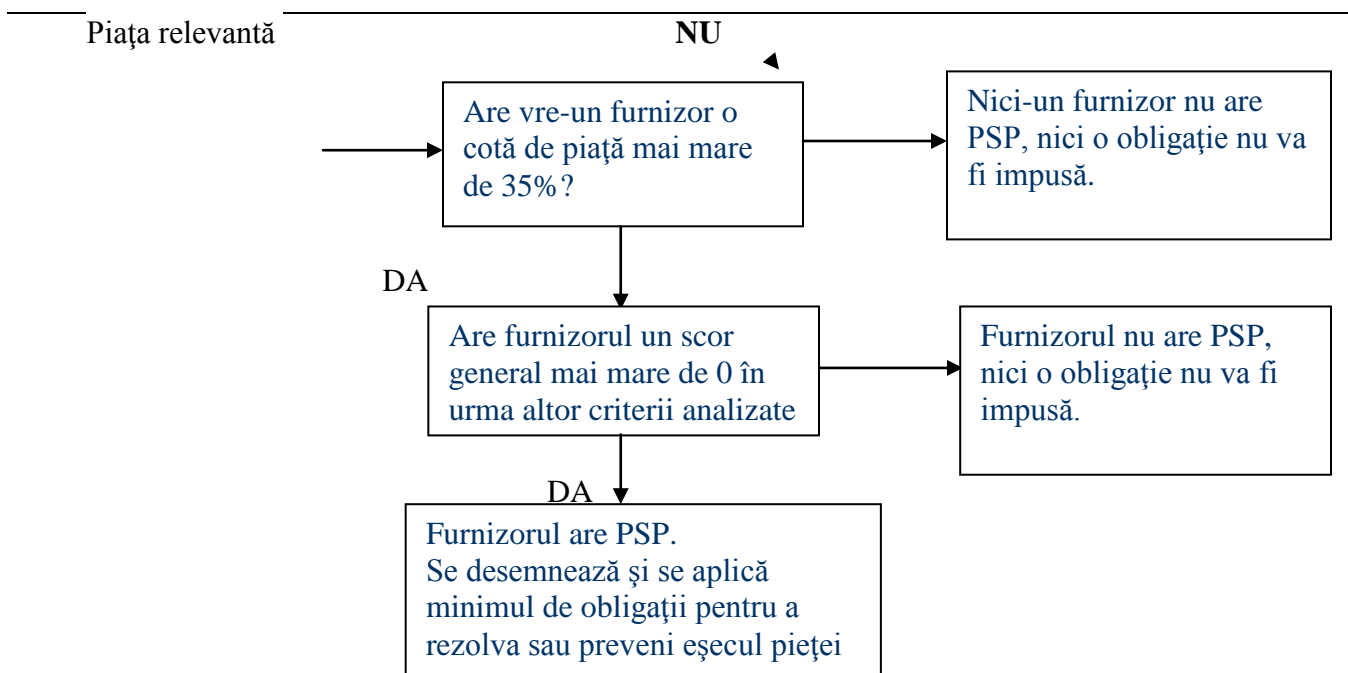 Piaţa relevantă
NU
Are vre-un furnizor o
cotă de piaţă mai mare
de 35%?
Nici-un furnizor nu are
PSP, nici o obligaţie nu va
fi impusă.
DA
Are furnizorul un scor
general mai mare de 0 în
urma altor criterii analizate
Furnizorul nu are PSP,
nici o obligaţie nu va fi
impusă.
DA
Furnizorul are PSP.
Se desemnează şi se aplică
minimul de obligaţii pentru a
rezolva sau preveni eşecul pieţei